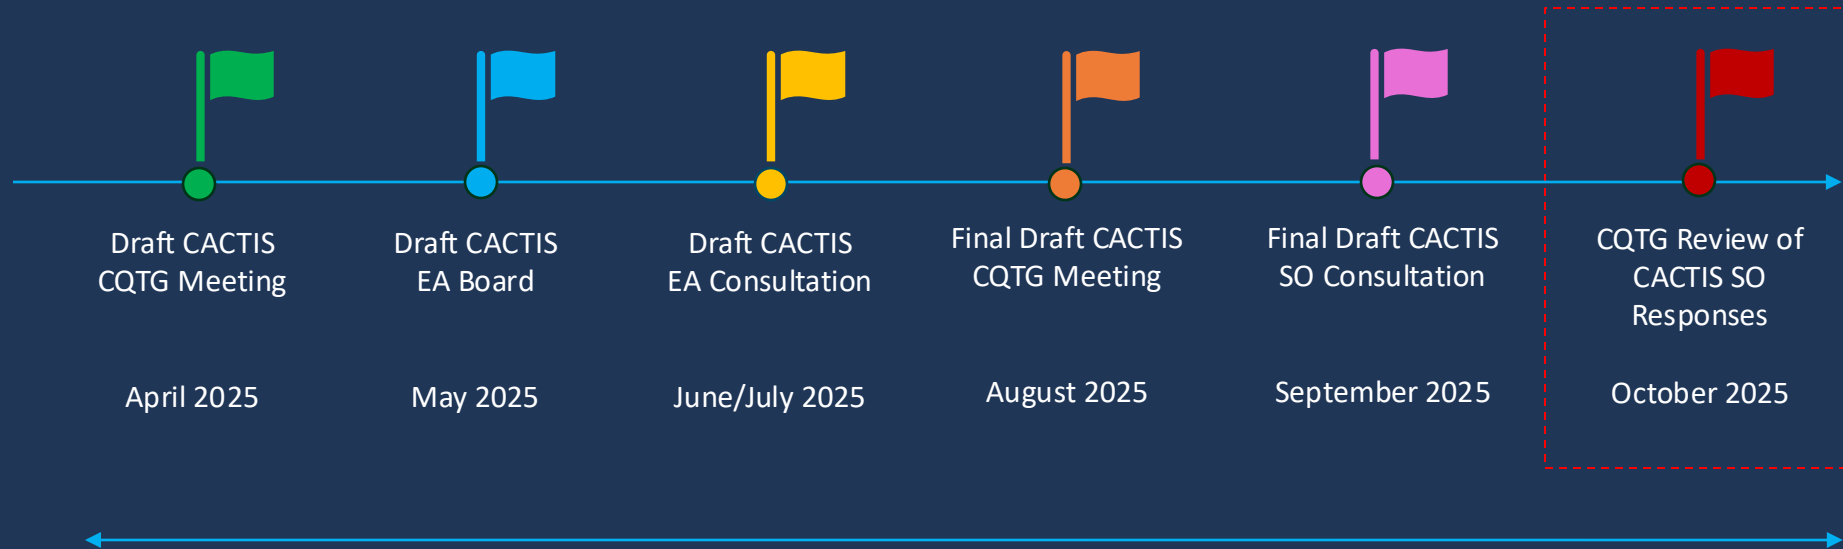 Draft CACTIS
CQTG Meeting
April 2025
Draft CACTIS
EA Board
May 2025
Draft CACTIS
EA Consultation
June/July 2025
Final Draft CACTIS
CQTG Meeting
August 2025
Final Draft CACTIS
SO Consultation
September 2025
CQTG Review of
CACTIS SO
Responses
October 2025